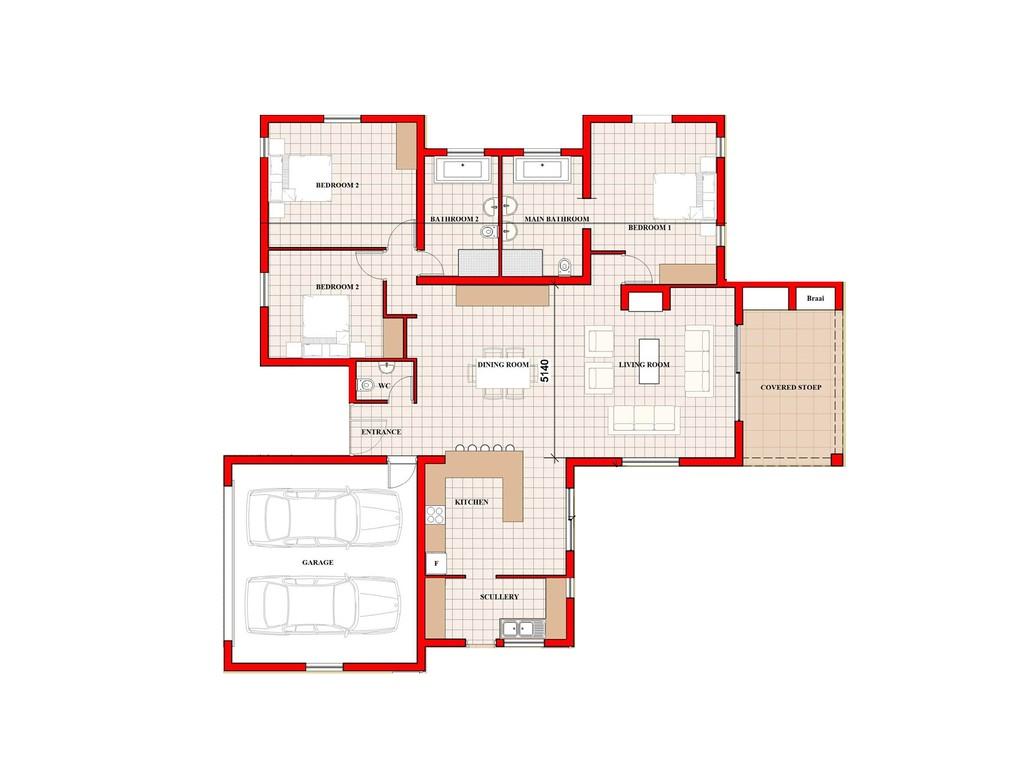 BEDROOM 2
BATHROOM 2
MAIN BATHROOM
BEDROOM 1
BEDROOM 2
Braai
DINING ROOM
5140
LIVING ROOM
WC
COVERED STOEP
ENTRANCE
KITCHEN
GARAGE
F
SCULLERY